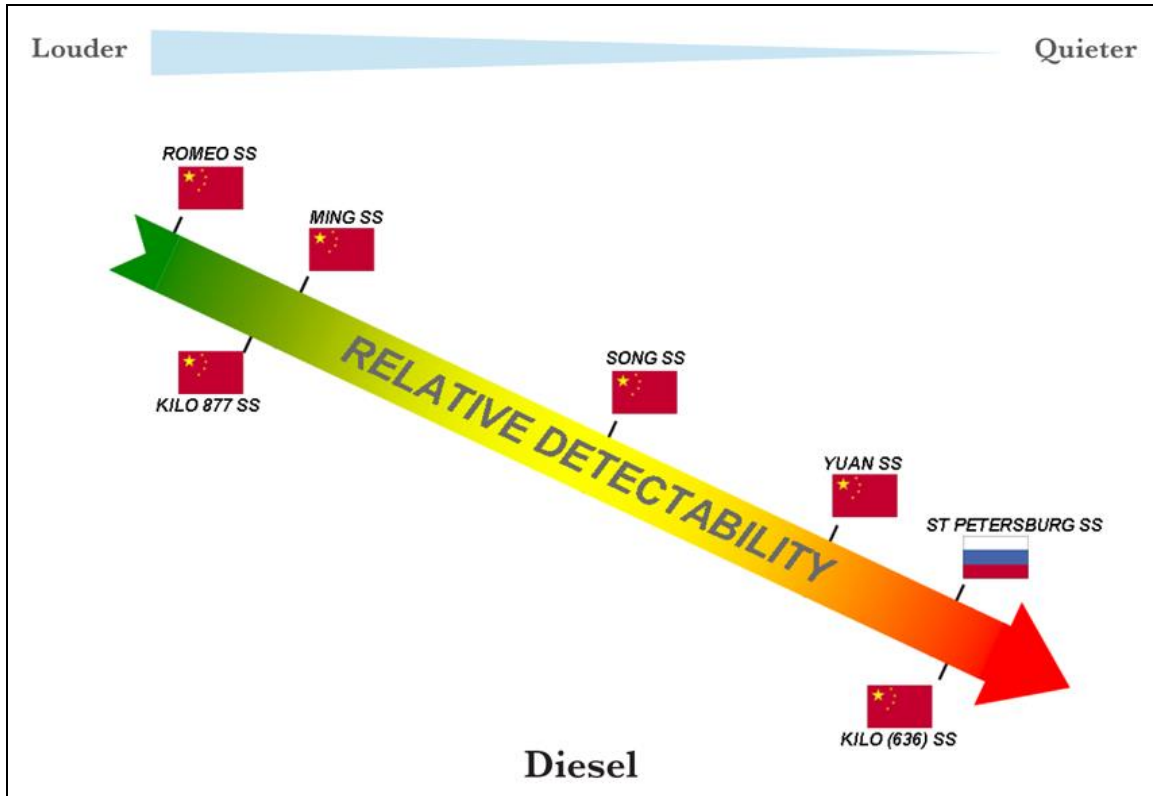 Louder
Quieter
ROMEO SS
MING SS
KILO 877 SS
RELATIVE DETECTABILITY
SONG SS
YUAN SS
ST PETERSBURG SS
KILO (636) SS
Diesel